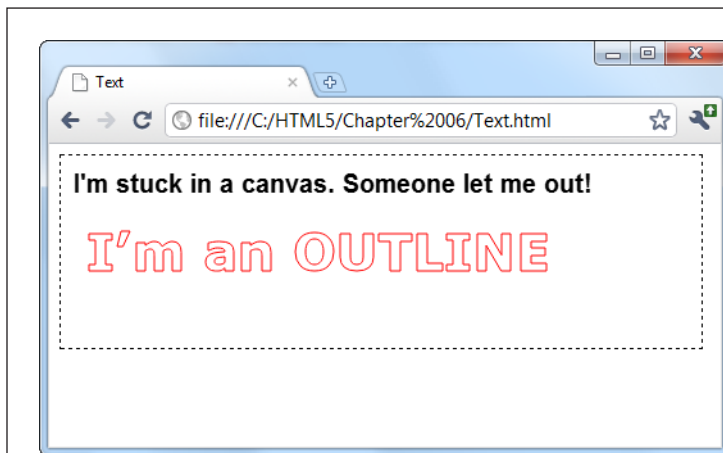 Text
file:///C:/HTML5/Chapter%2006/Text.html
I'm stuck in a canvas. Someone let me out!
I'm an OUTLINE